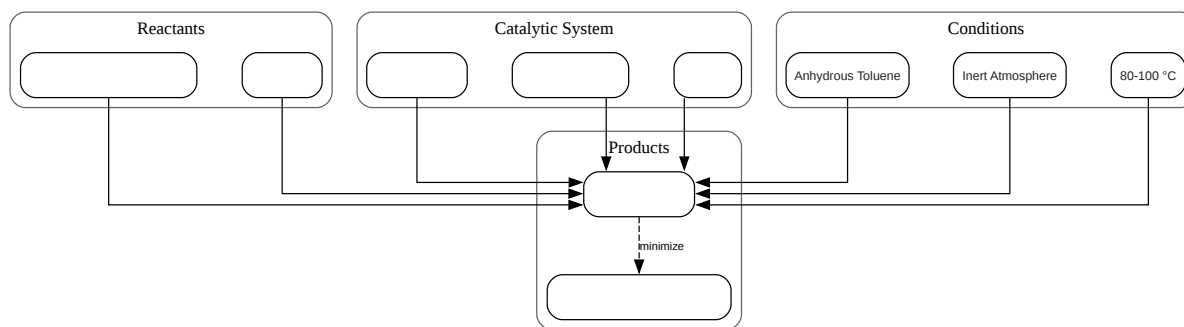 Reactants
Catalytic System
Conditions
Anhydrous Toluene
Inert Atmosphere
80-100 °C
Products
minimize